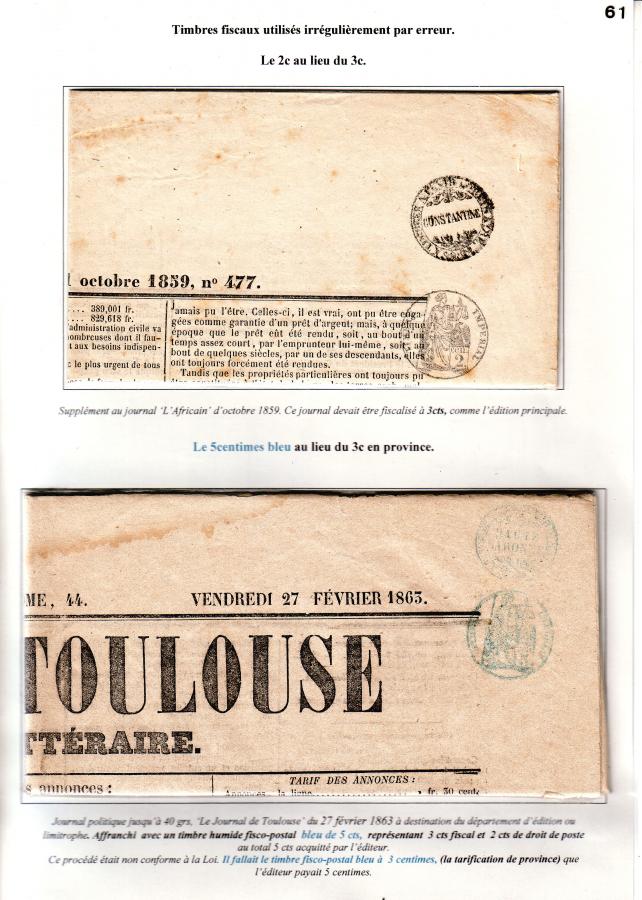 61
Timbres fiscaux utilisés irrégulièrement par erreur.
Le 2c au lieu du 3c.
CONSTANTINE
octobre 1859, nº 477.
.... 389,001 fr.
.... 829,618 fr.
administration civile va
ombreuses dont il fau-
t aux besoins indispen-
le plus urgent de tous
jamais pu l'être. Celles-ci, il est vrai, ont pu être enga-
gées comme garantie d'un prêt d'argent; mais, à quelque
époque que le prêt eût été rendu, soit, au bout d'un
temps assez court, par l'emprunteur lui-même, soit, au
bout de quelques siècles, par un de ses descendants, elles
ont toujours forcément été rendues.
Tandis que les propriétés particulières ont toujours pu
IMPERIAL
2
Supplément au journal 'L'Africain' d'octobre 1859. Ce journal devait être fiscalisé à 3cts, comme l'édition principale.
Le 5centimes bleu au lieu du 3c en province.
ME, 44. VENDREDI 27 FÉVRIER 1863.
TOULOUSE
TTÉRAIRE.
s annonces :
TARIF DES ANNONCES :
Annonces, la ligne fr. 30 cent
Journal politique jusqu'à 40 grs, 'Le Journal de Toulouse' du 27 février 1863 à destination du département d'édition ou
limitrophe. Affranchi avec un timbre humide fisco-postal bleu de 5 cts, représentant 3 cts fiscal et 2 cts de droit de poste
au total 5 cts acquitté par l'éditeur.
Ce procédé était non conforme à la Loi. Il fallait le timbre fisco-postal bleu à 3 centimes, (la tarification de province) que
l'éditeur payait 5 centimes.